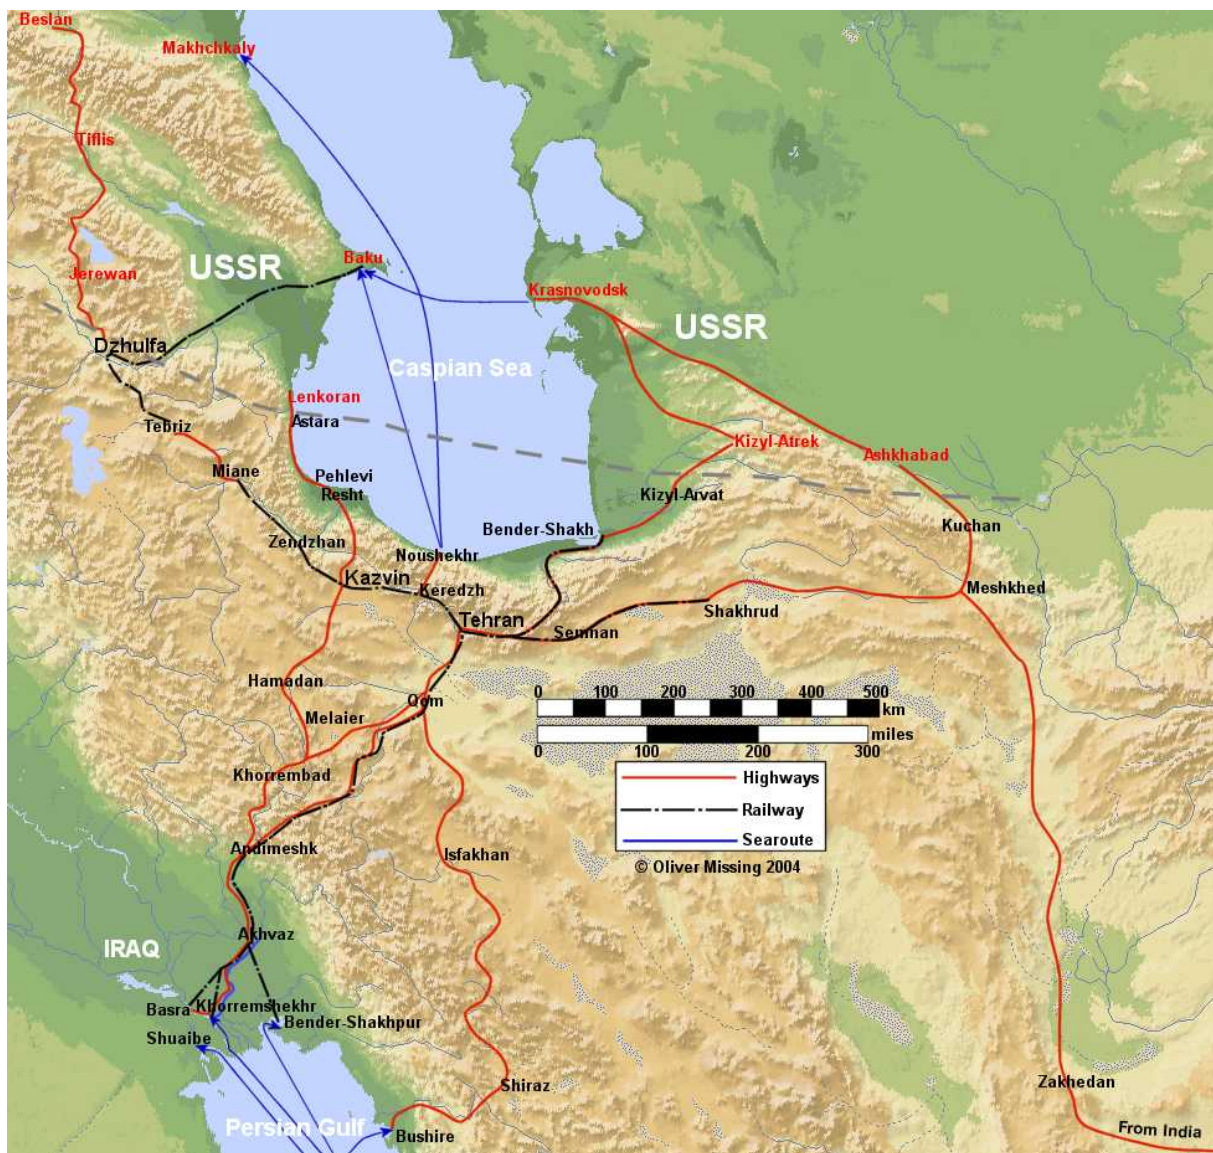 Beslan
Makhchkaly
Tiflis
Jerewan
USSR
Baku
Krasnovodsk
USSR
Dzhulfa
Caspian Sea
Lenkoran
Astara
Tebriz
Kizyl-Atrek
Ashkhabad
Miane
Pehlevi
Resht
Kizyl-Arvat
Kuchan
Bender-Shakh
Zendzhan
Noushekhr
Kazvin
Keredzh
Meshkhed
Tehran
Shakhrud
Semnan
Hamadan
Qom
Melaier
0 100 200 300 400 500
km
miles
0 100 200 300
Khorrembad
Highways
Railway
Searoute
Andimeshk
Isfakhan
© Oliver Missing 2004
Akhvaz
IRAQ
Basra
Khorremshekhr
Bender-Shakhpur
Shuaibe
Shiraz
Zakhedan
Persian Gulf
Bushire
From India